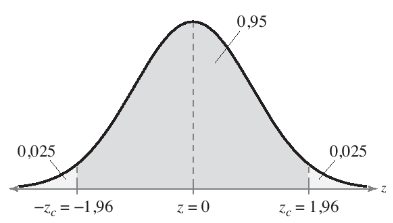 0,95
0,025
0,025
z
−z_c = −1,96
z = 0
z_c = 1,96